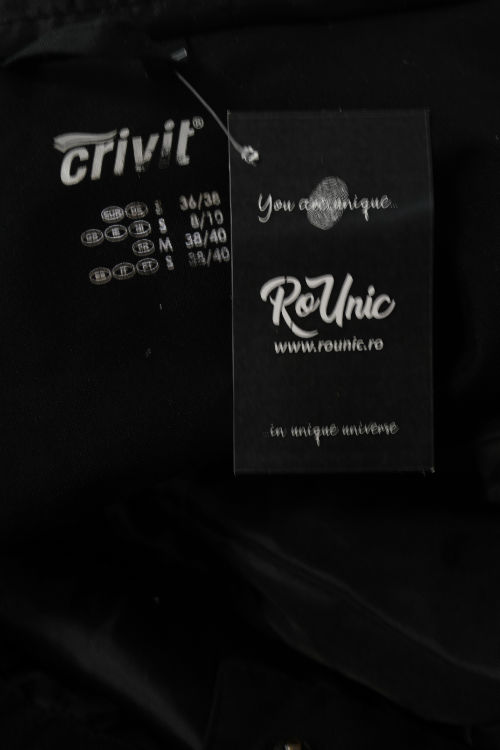 crivit®
S 36/38
S 8/10
M 38/40
S 38/40
You are unique
RoUnic
www.rounic.ro
in unique universe